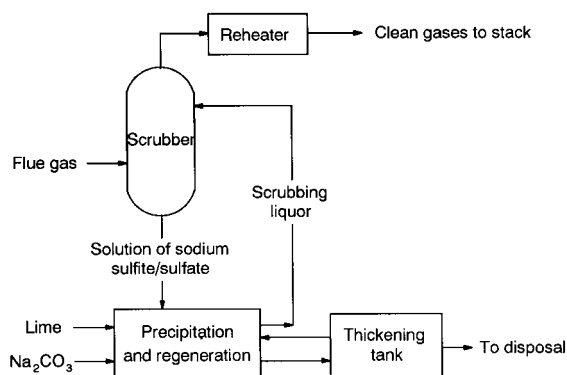 Reheater
Clean gases to stack
Scrubber
Flue gas
Scrubbing
liquor
Solution of sodium
sulfite/sulfate
Lime
Na₂CO₃
Precipitation
and regeneration
Thickening
tank
To disposal